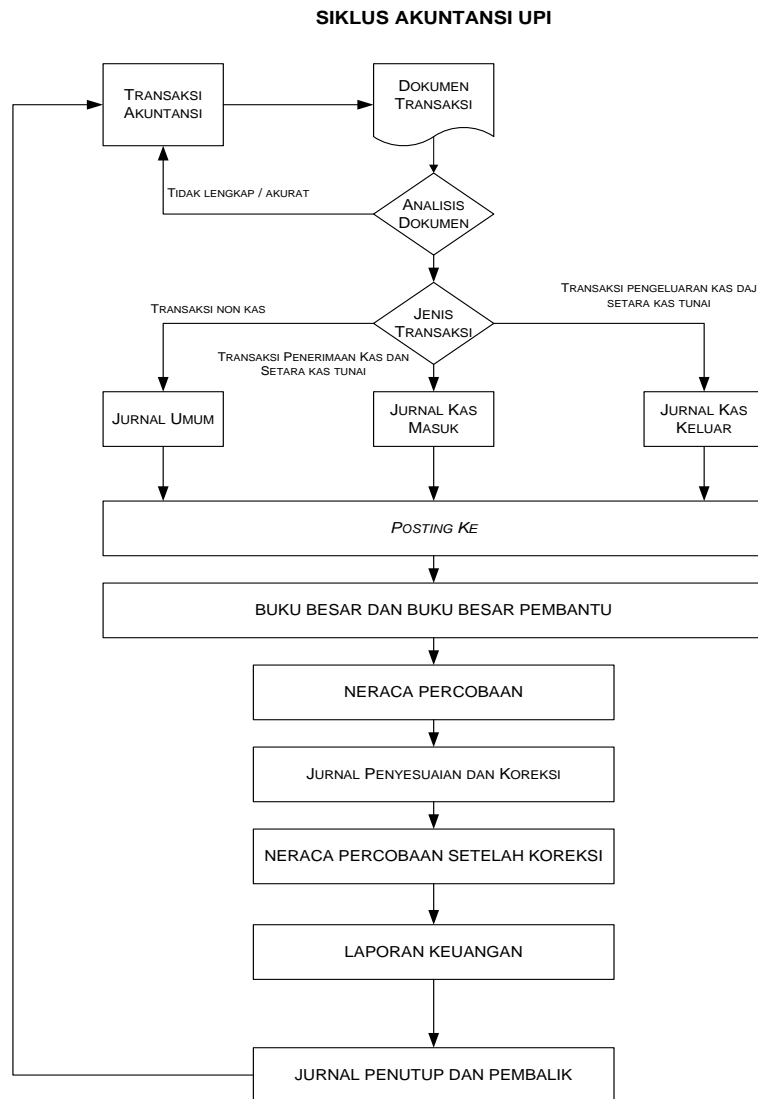 SIKLUS AKUNTANSI UPI
TRANSAKSI
AKUNTANSI
DOKUMEN
TRANSAKSI
TIDAK LENGKAP / AKURAT
ANALISIS
DOKUMEN
TRANSAKSI PENGELUARAN KAS DAJ
SETARA KAS TUNAI
TRANSAKSI NON KAS
JENIS
TRANSAKSI
TRANSAKSI PENERIMAAN KAS DAN
SETARA KAS TUNAI
JURNAL UMUM
JURNAL KAS
MASUK
JURNAL KAS
KELUAR
POSTING KE
BUKU BESAR DAN BUKU BESAR PEMBANTU
NERACA PERCOBAAN
JURNAL PENYESUAIAN DAN KOREKSI
NERACA PERCOBAAN SETELAH KOREKSI
LAPORAN KEUANGAN
JURNAL PENUTUP DAN PEMBALIK